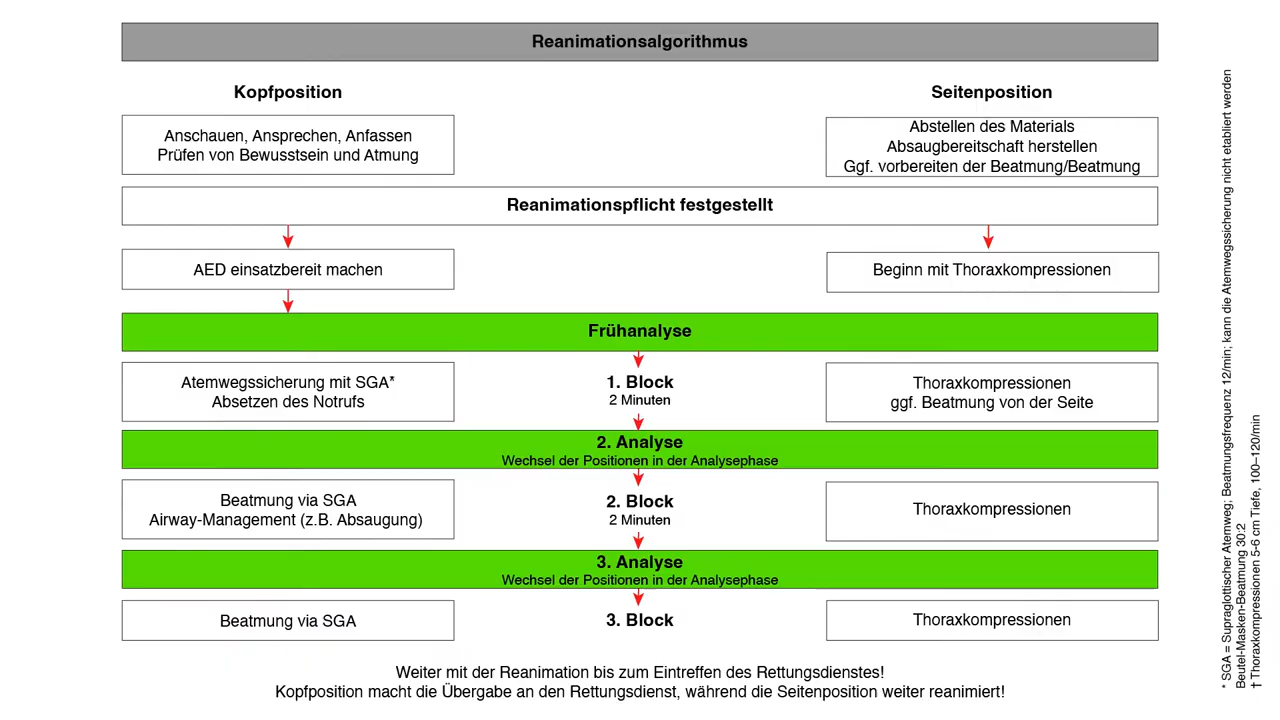 Reanimationsalgorithmus
Kopfposition
Seitenposition
Anschauen, Ansprechen, Anfassen
Prüfen von Bewusstsein und Atmung
Abstellen des Materials
Absaugbereitschaft herstellen
Ggf. vorbereiten der Beatmung/Beatmung
Reanimationspflicht festgestellt
AED einsatzbereit machen
Beginn mit Thoraxkompressionen
Frühanalyse
Atemwegssicherung mit SGA*
Absetzen des Notrufs
1. Block
2 Minuten
Thoraxkompressionen
ggf. Beatmung von der Seite
2. Analyse
Wechsel der Positionen in der Analysephase
Beatmung via SGA
Airway-Management (z.B. Absaugung)
2. Block
2 Minuten
Thoraxkompressionen
3. Analyse
Wechsel der Positionen in der Analysephase
Beatmung via SGA
3. Block
Thoraxkompressionen
Weiter mit der Reanimation bis zum Eintreffen des Rettungsdienstes!
Kopfposition macht die Übergabe an den Rettungsdienst, während die Seitenposition weiter reanimiert!
* SGA = Supraglottischer Atemweg; Beatmungsfrequenz 12/min; kann die Atemwegssicherung nicht etabliert werden
Beutel-Masken-Beatmung 30:2
† Thoraxkompressionen 5-6 cm Tiefe, 100–120/min